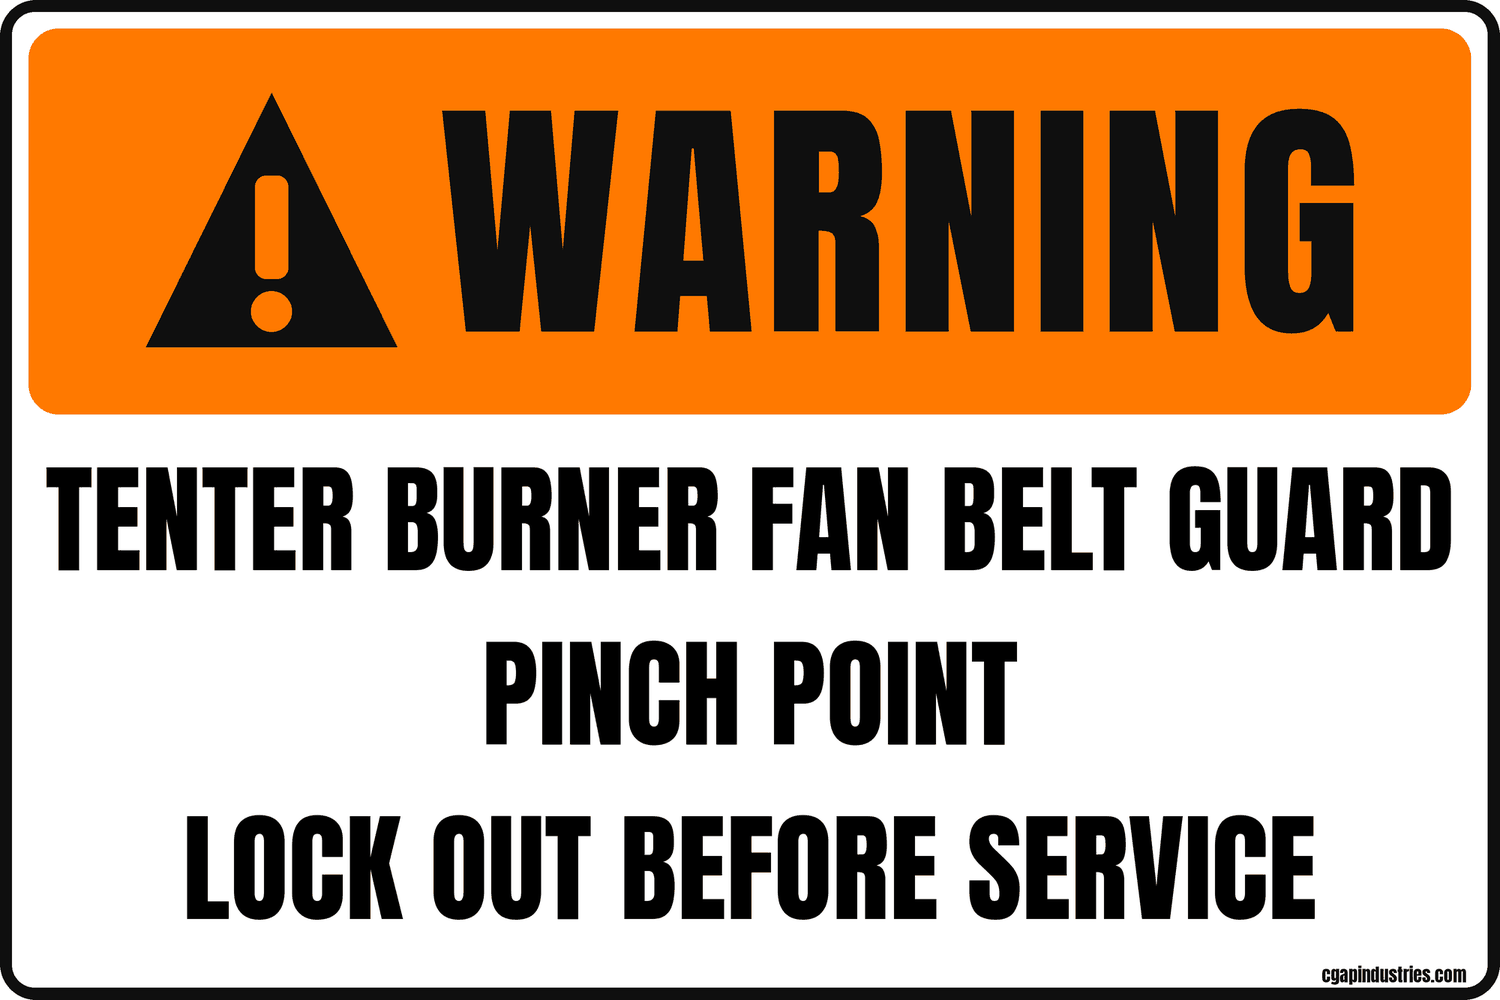 WARNING
TENTER BURNER FAN BELT GUARD
PINCH POINT
LOCK OUT BEFORE SERVICE
cgapindustries.com